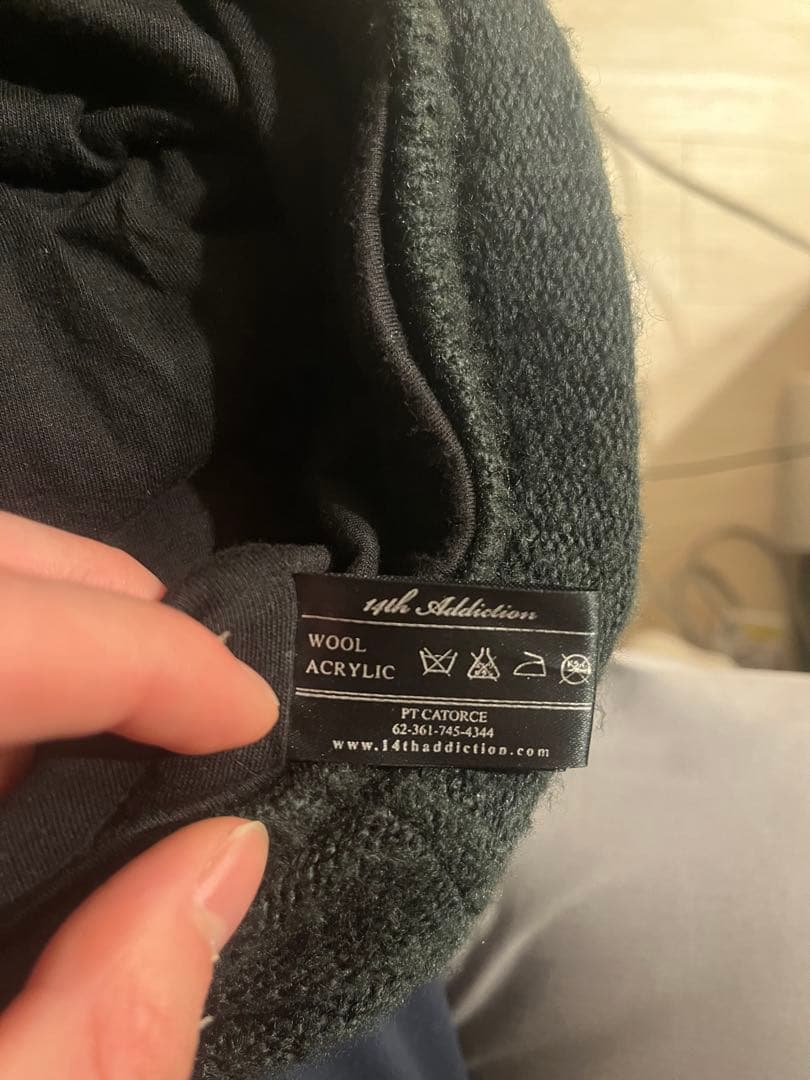 14th Addiction
WOOL
ACRYLIC
PT CATORCE
62-361-745-4344
www.14thaddiction.com